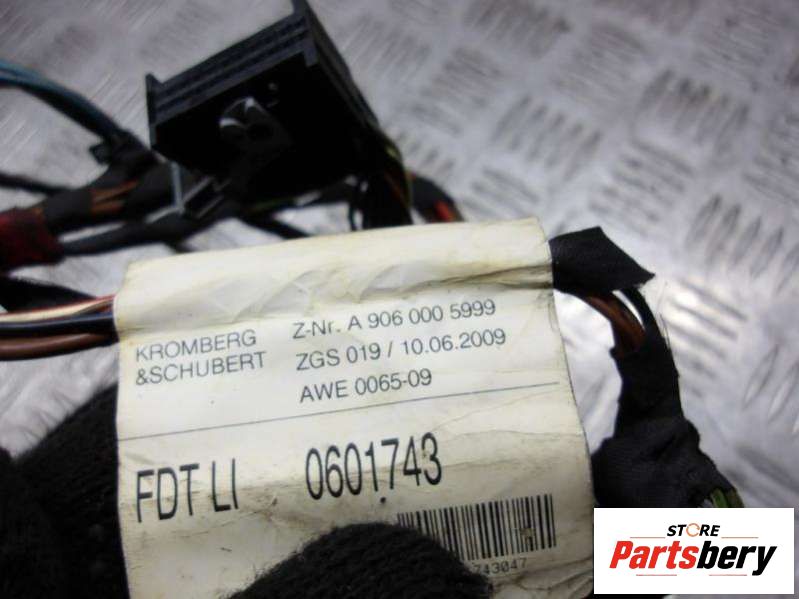 KROMBERG
&SCHUBERT
Z-Nr. A 906 000 5999
ZGS 019 / 10.06.2009
AWE 0065-09
FDT LI 0601743
743047
STORE
Partsbery